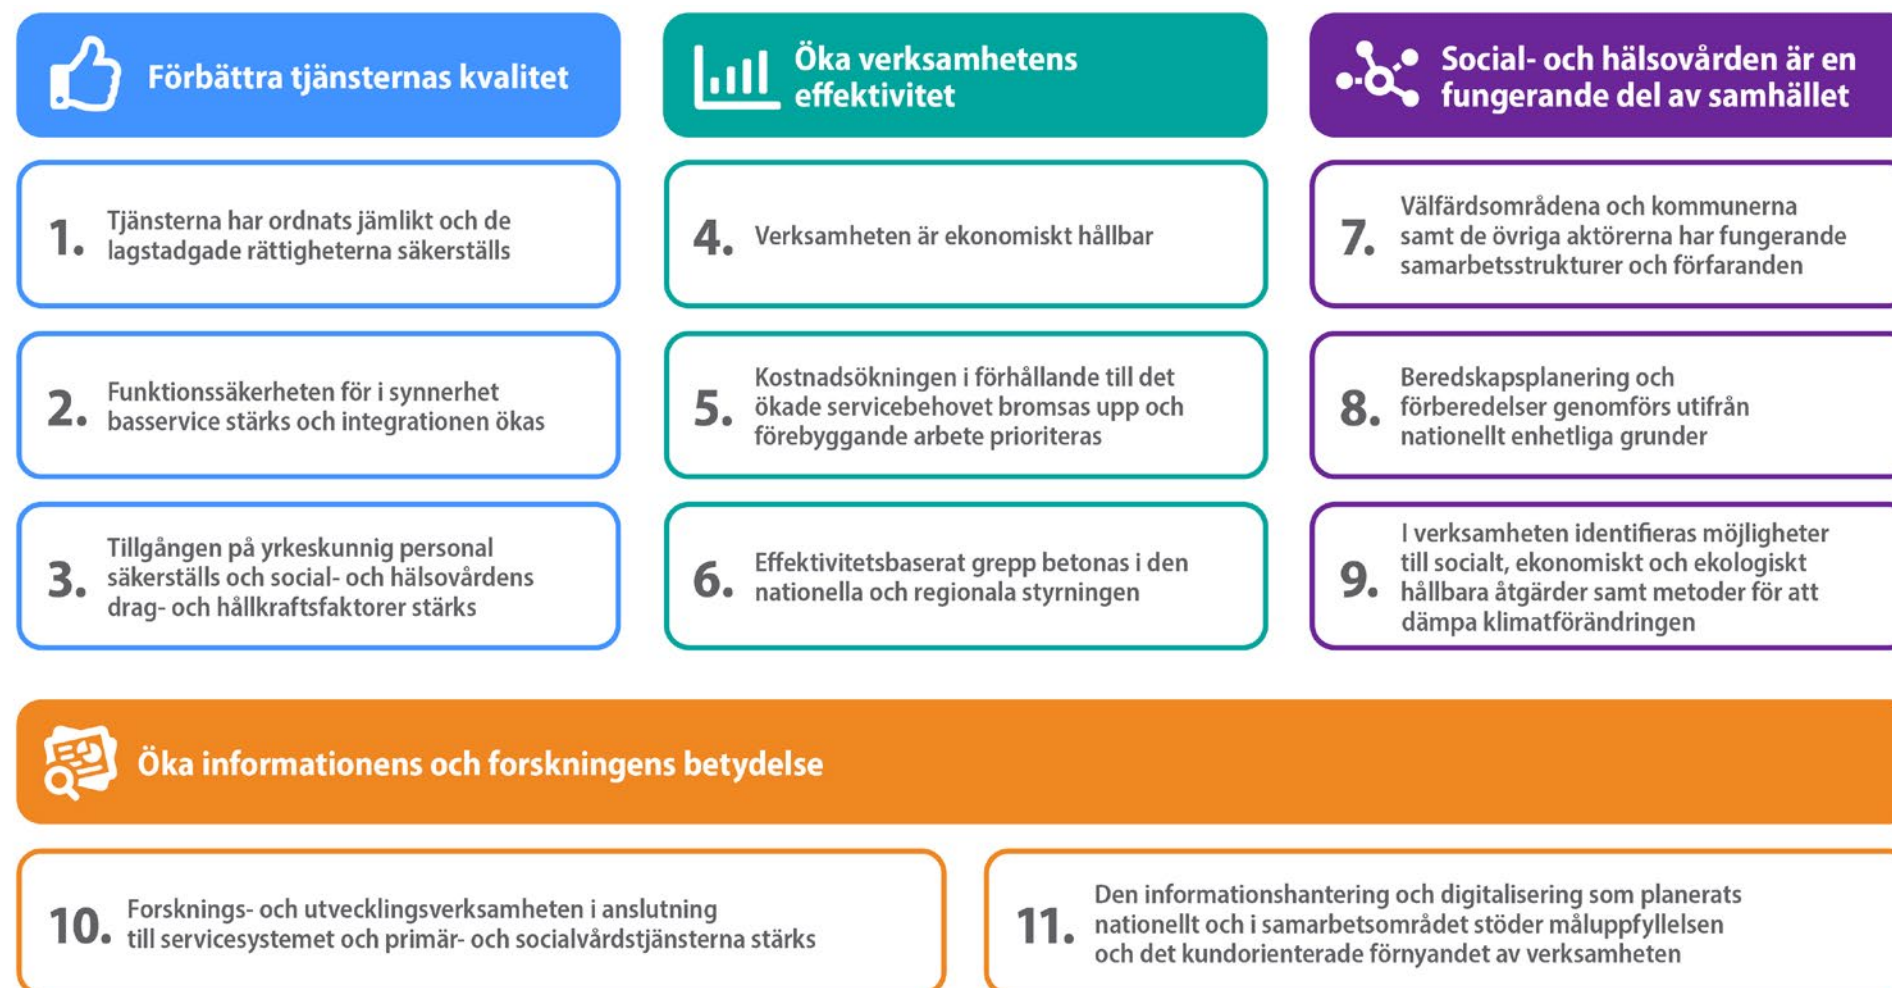 Förbättra tjänsternas kvalitet
1. Tjänsterna har ordnats jämlikt och de
lagstadgade rättigheterna säkerställs
2. Funktionssäkerheten för i synnerhet
basservice stärks och integrationen ökas
3. Tillgången på yrkeskunnig personal
säkerställs och social- och hälsovårdens
drag- och hållkraftsfaktorer stärks
Öka verksamhetens
effektivitet
4. Verksamheten är ekonomiskt hållbar
5. Kostnadsökningen i förhållande till det
ökade servicebehovet bromsas upp och
förebyggande arbete prioriteras
6. Effektivitetsbaserat grepp betonas i den
nationella och regionala styrningen
Social- och hälsovården är en
fungerande del av samhället
7. Välfärdsområdena och kommunerna
samt de övriga aktörerna har fungerande
samarbetsstrukturer och förfaranden
8. Beredskapsplanering och
förberedelser genomförs utifrån
nationellt enhetliga grunder
9. I verksamheten identifieras möjligheter
till socialt, ekonomiskt och ekologiskt
hållbara åtgärder samt metoder för att
dämpa klimatförändringen
Öka informationens och forskningens betydelse
10. Forsknings- och utvecklingsverksamheten i anslutning
till servicesystemet och primär- och socialvårdstjänsterna stärks
11. Den informationshantering och digitalisering som planerats
nationellt och i samarbetsområdet stöder måluppfyllelsen
och det kundorienterade förnyandet av verksamheten